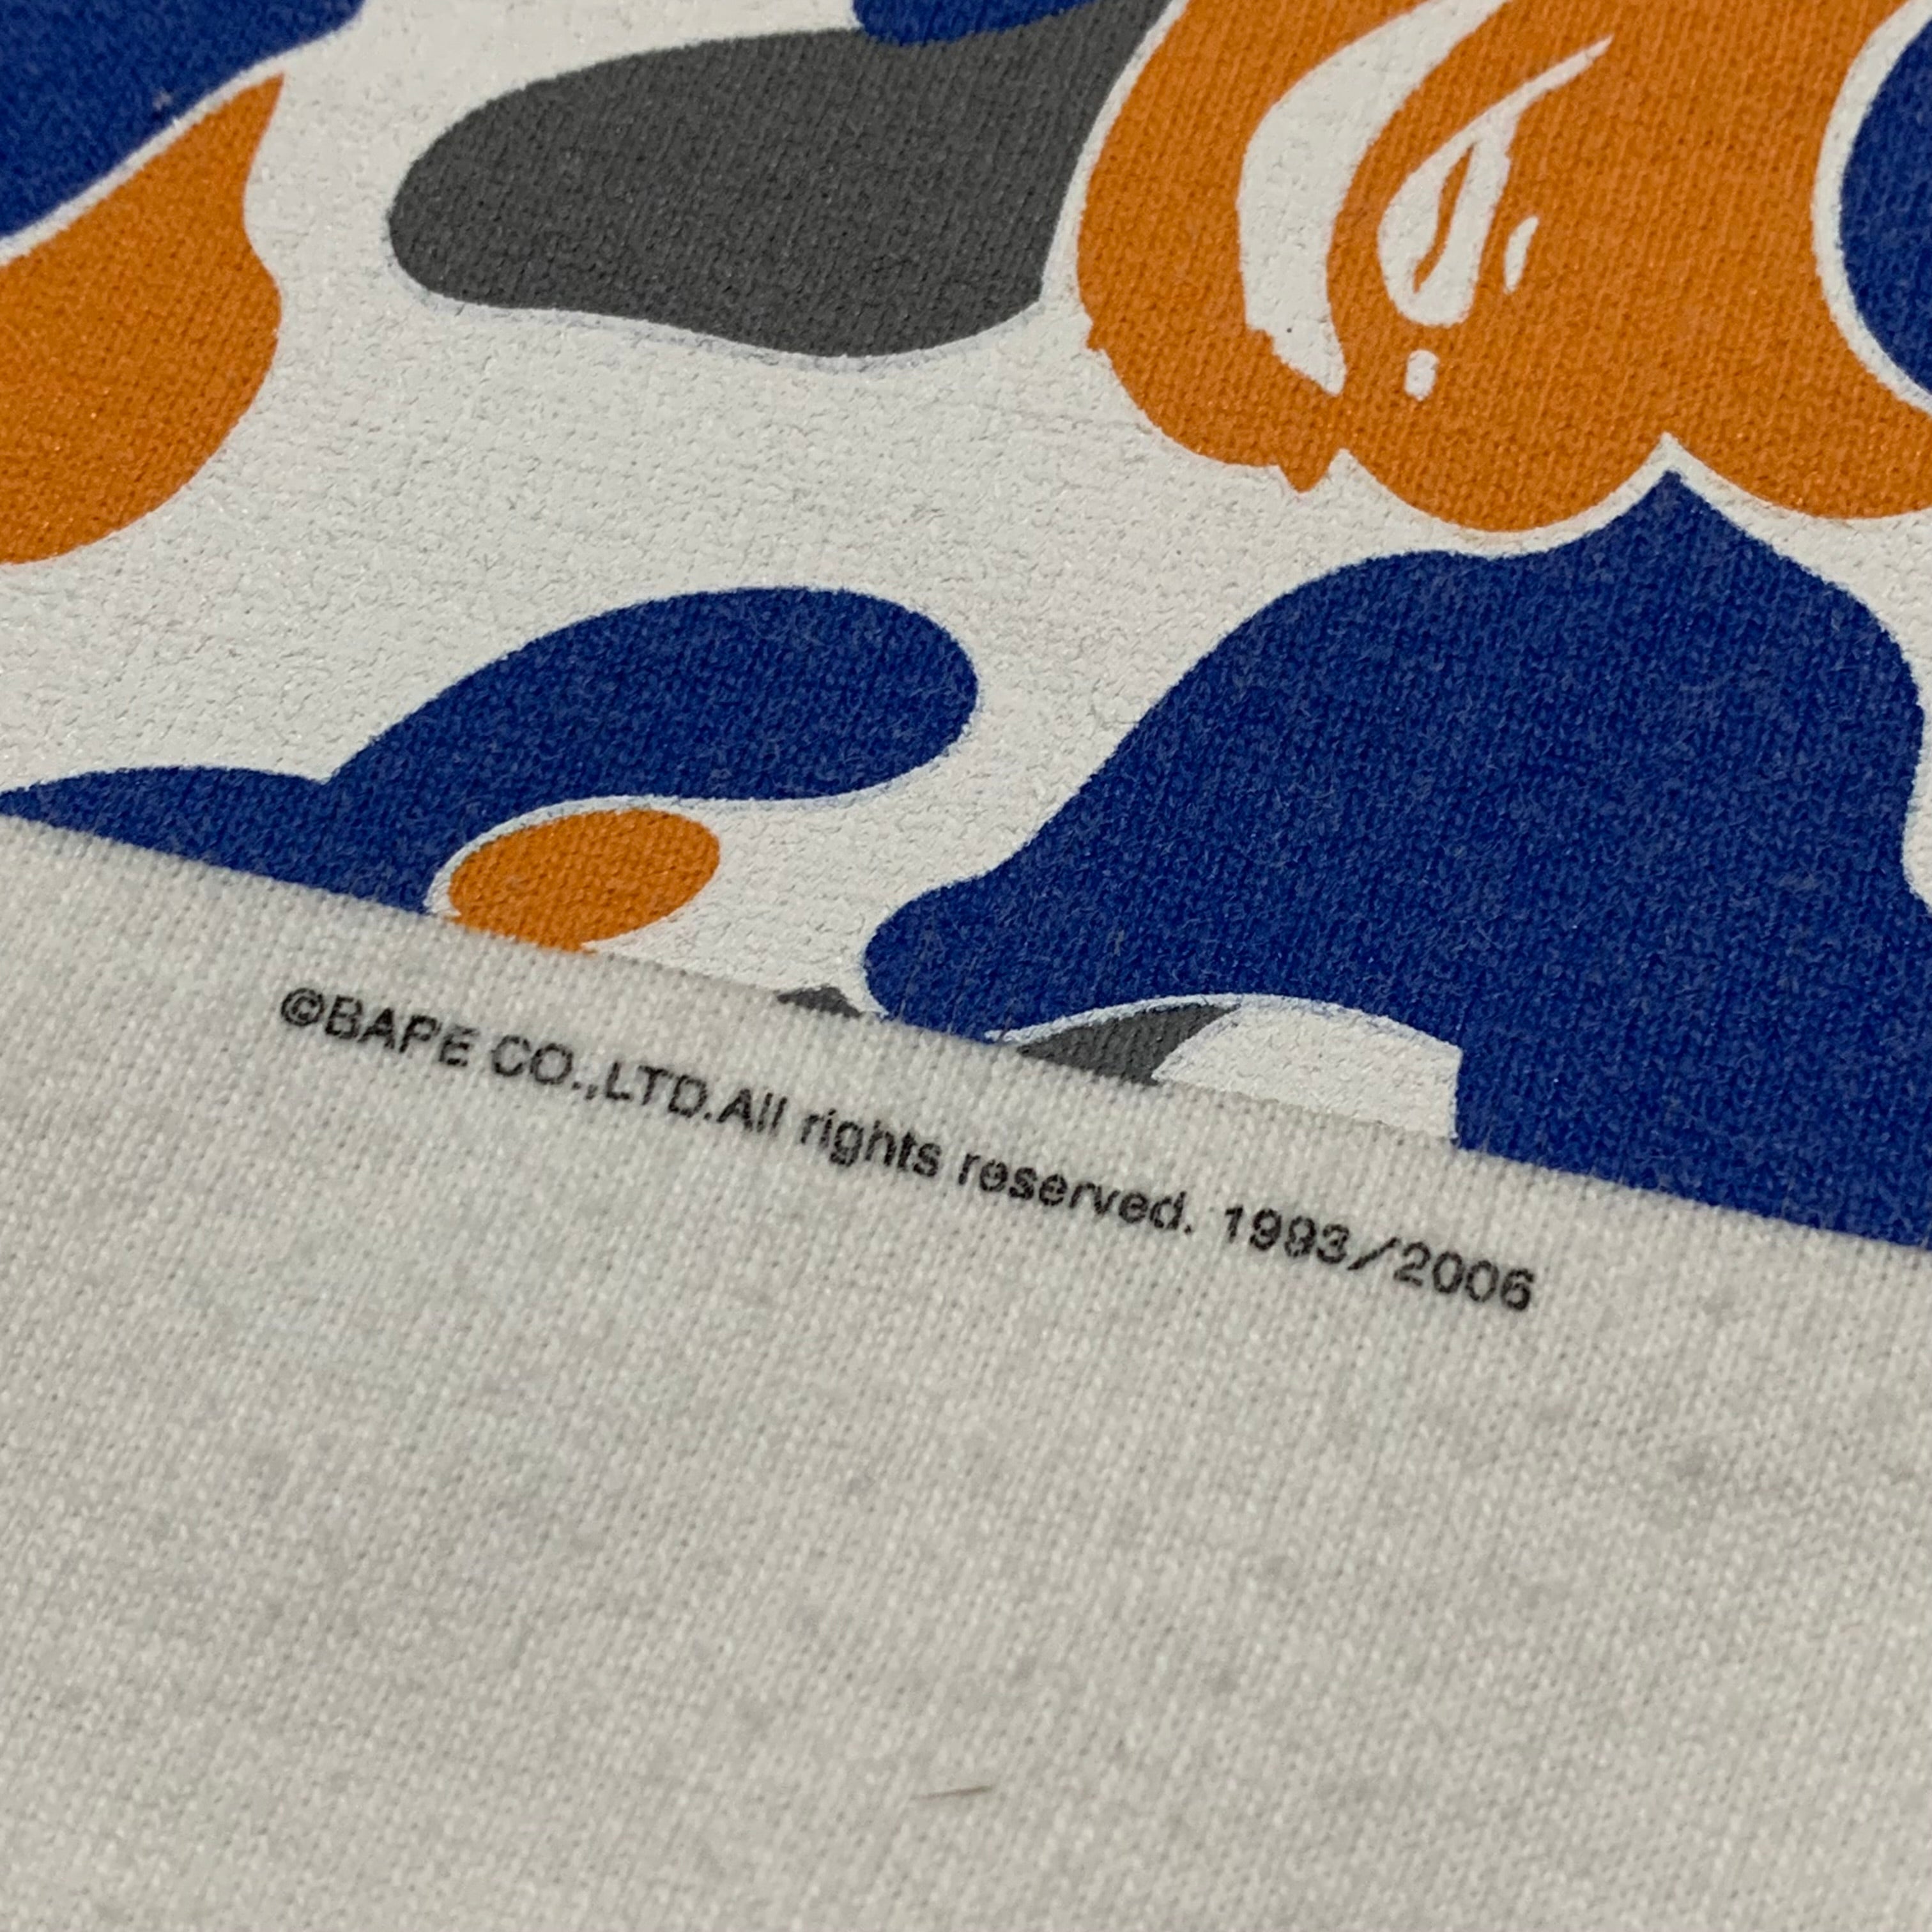 ©BAPE CO.,LTD.All rights reserved. 1993/2006